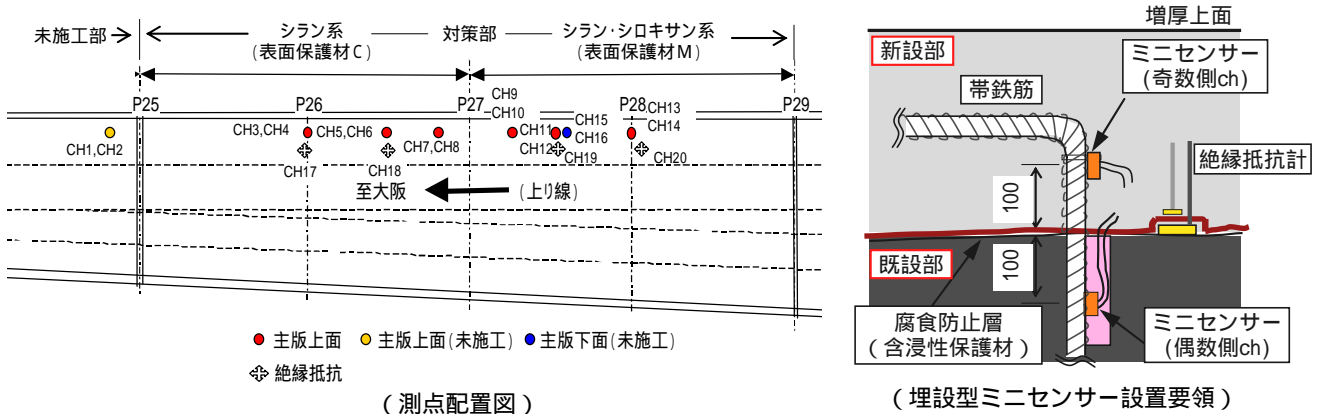 未施工部
シラン系
(表面保護材C)
対策部
シラン・シロキサン系
(表面保護材M)
P25
P26
P27
P28
P29
CH9
CH10
CH13
CH14
CH3,CH4
CH5,CH6
CH11
CH12
CH15
CH16
CH1,CH2
CH7,CH8
CH17
CH18
CH19
CH20
至大阪
(上り線)
主版上面
主版上面(未施工)
主版下面(未施工)
絶縁抵抗
(測点配置図)
増厚上面
新設部
ミニセンサー
(奇数側ch)
帯鉄筋
絶縁抵抗計
100
100
既設部
腐食防止層
(含浸性保護材)
ミニセンサー
(偶数側ch)
(埋設型ミニセンサー設置要領)